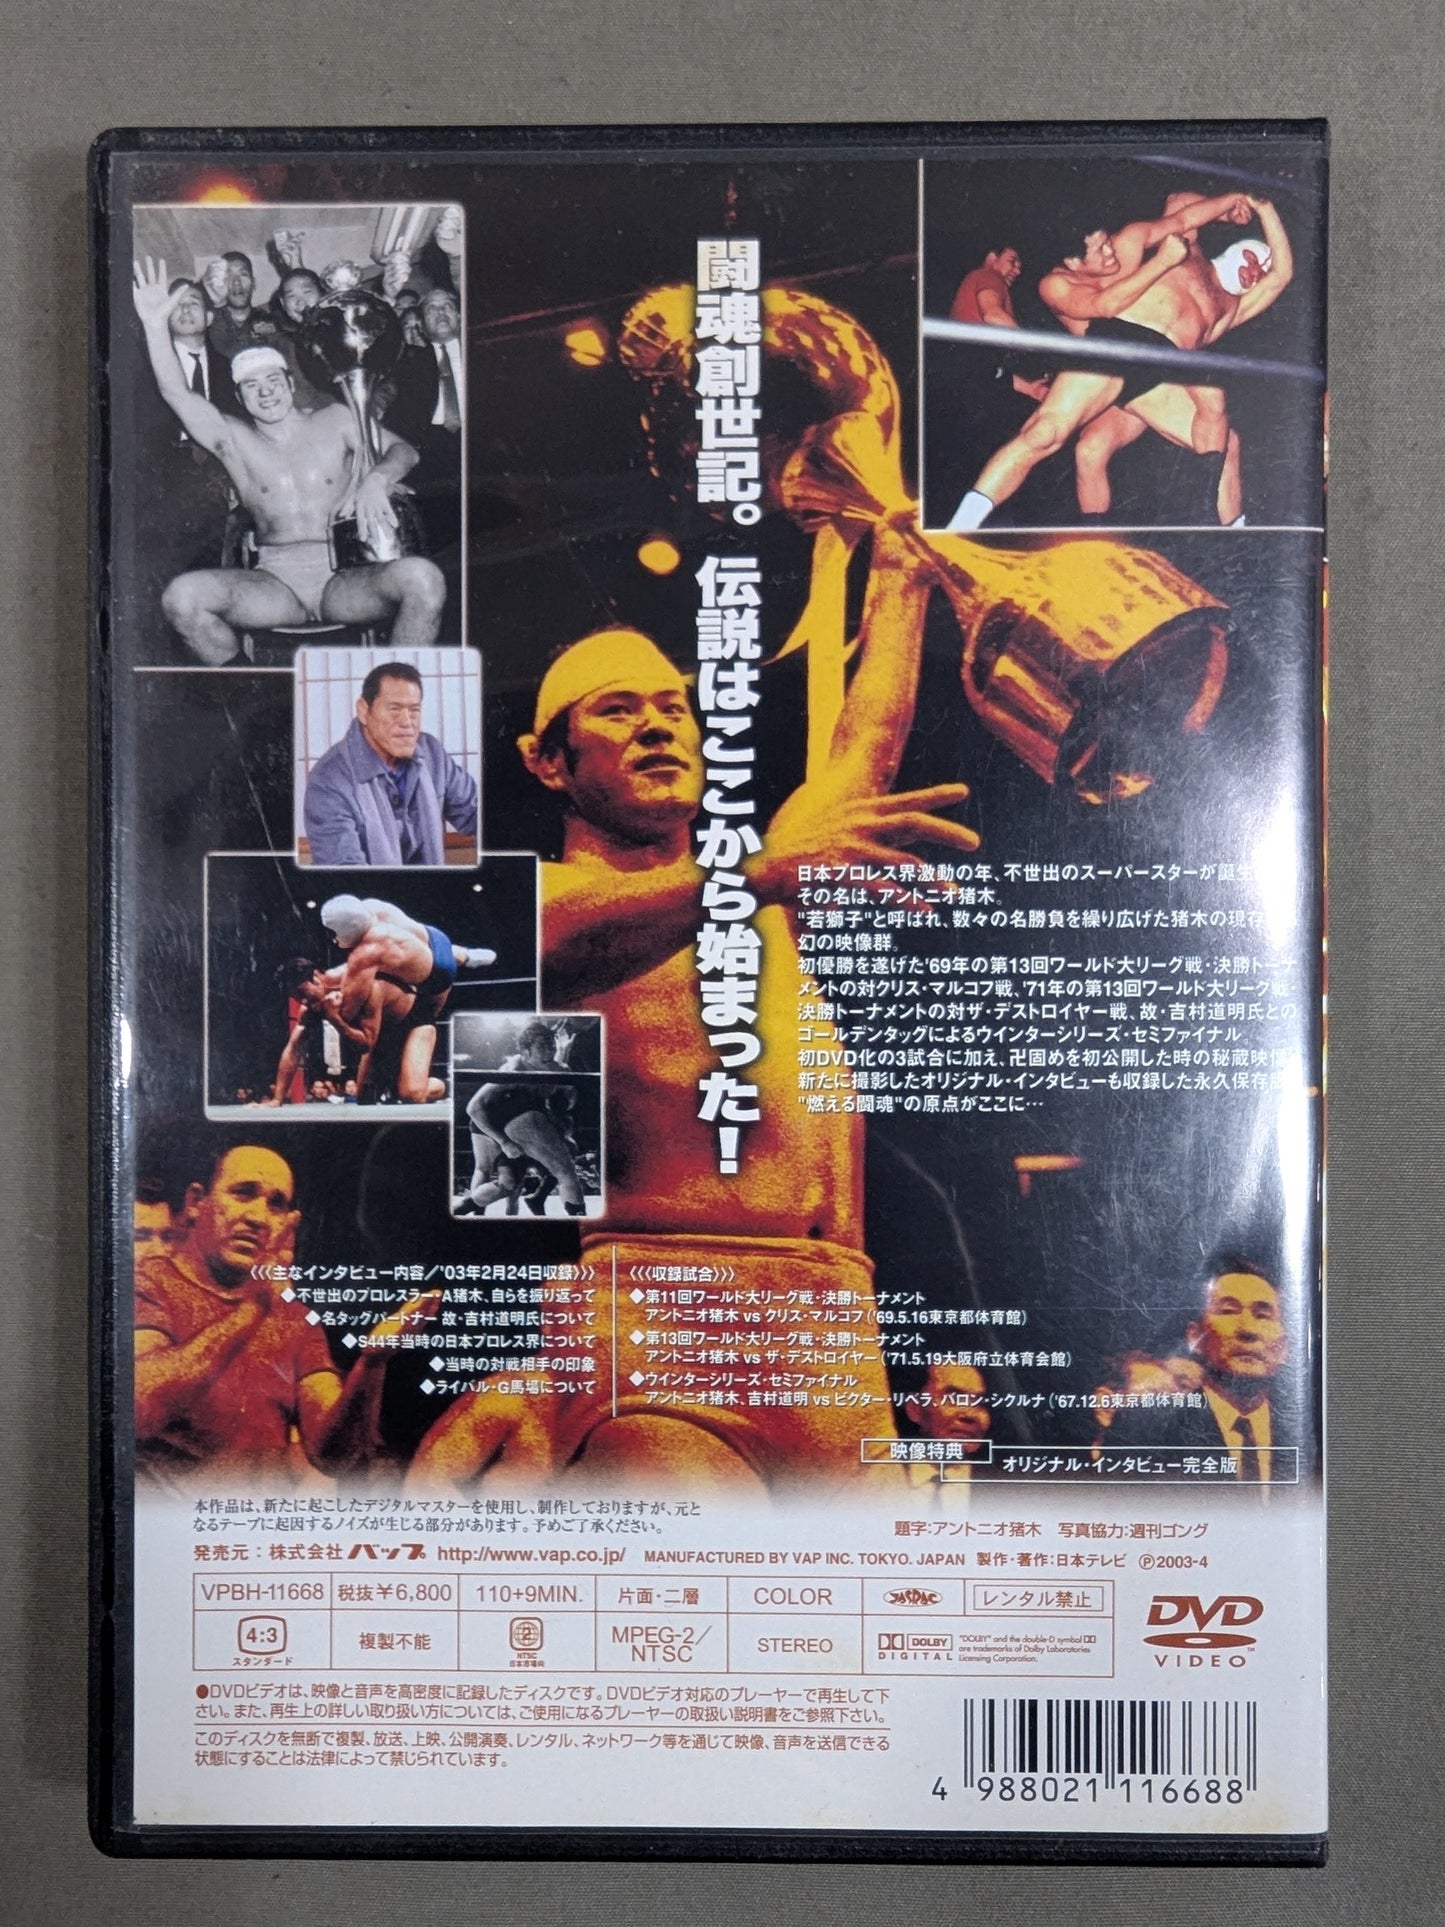 闘魂創世記。伝説はここから始まった！
日本プロレス界激動の年、不世出のスーパースターが誕生
その名は、アントニオ猪木。
"若獅子"と呼ばれ、数々の名勝負を繰り広げた猪木の現存
幻の映像群。
初優勝を遂げた'69年の第13回ワールド大リーグ戦・決勝トーナ
メントの対クリス・マルコフ戦、'71年の第13回ワールド大リーグ戦・
決勝トーナメントの対ザ・デストロイヤー戦、故・吉村道明氏との
ゴールデンタッグによるウインターシリーズ・セミファイナル
初DVD化の3試合に加え、卍固めを初公開した時の秘蔵映像
新たに撮影したオリジナル・インタビューも収録した永久保存版
"燃える闘魂"の原点がここに…
《〈主なインタビュー内容／'03年2月24日収録〉》
◆不世出のプロレスラー・A猪木、自らを振り返って
◆名タッグパートナー 故・吉村道明氏について
◆S44年当時の日本プロレス界について
◆当時の対戦相手の印象
◆ライバル・G馬場について
《〈収録試合〉》
◆第11回ワールド大リーグ戦・決勝トーナメント
アントニオ猪木 vs クリス・マルコフ（'69.5.16東京都体育館）
◆第13回ワールド大リーグ戦・決勝トーナメント
アントニオ猪木 vs ザ・デストロイヤー（'71.5.19大阪府立体育会館）
◆ウインターシリーズ・セミファイナル
アントニオ猪木、吉村道明 vs ビクター・リベラ、バロン・シクルナ（'67.12.6東京都体育館）
映像特典
オリジナル・インタビュー完全版
本作品は、新たに起こしたデジタルマスターを使用し、制作しておりますが、元と
なるテープに起因するノイズが生じる部分があります。予めご了承ください。
題字：アントニオ猪木　写真協力：週刊ゴング
発売元：株式会社バップ http://www.vap.co.jp/ MANUFACTURED BY VAP INC. TOKYO. JAPAN 製作・著作：日本テレビ Ⓟ2003-4
VPBH-11668 税抜￥6,800 110+9MIN. 片面・二層 COLOR JASRAC レンタル禁止
4:3 スタンダード 複製不能 2 NTSC 日本市場向 MPEG-2／NTSC STEREO DOLBY DIGITAL
"DOLBY" and the double-D symbol
are trademarks of Dolby Laboratories
Licensing Corporation.
DVD VIDEO
●DVDビデオは、映像と音声を高密度に記録したディスクです。DVDビデオ対応のプレーヤーで再生して下
さい。また、再生上の詳しい取り扱い方については、ご使用になるプレーヤーの取扱い説明書をご参照下さい。
このディスクを無断で複製、放送、上映、公開演奏、レンタル、ネットワーク等を通じて映像、音声を送信できる
状態にすることは法律によって禁じられています。
4 988021 116688